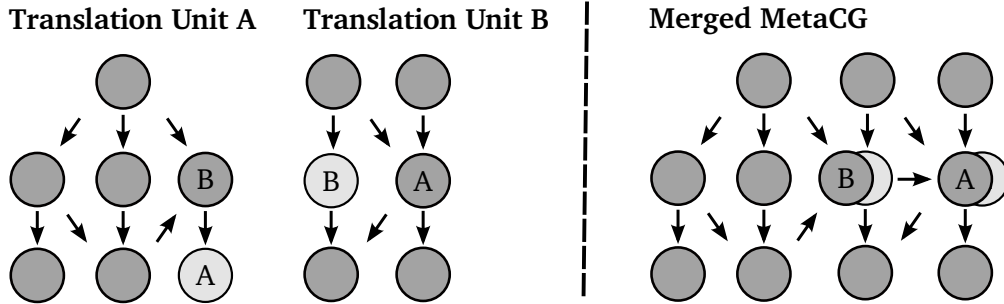 Translation Unit A
Translation Unit B
Merged MetaCG
B
A
B
A
B
A